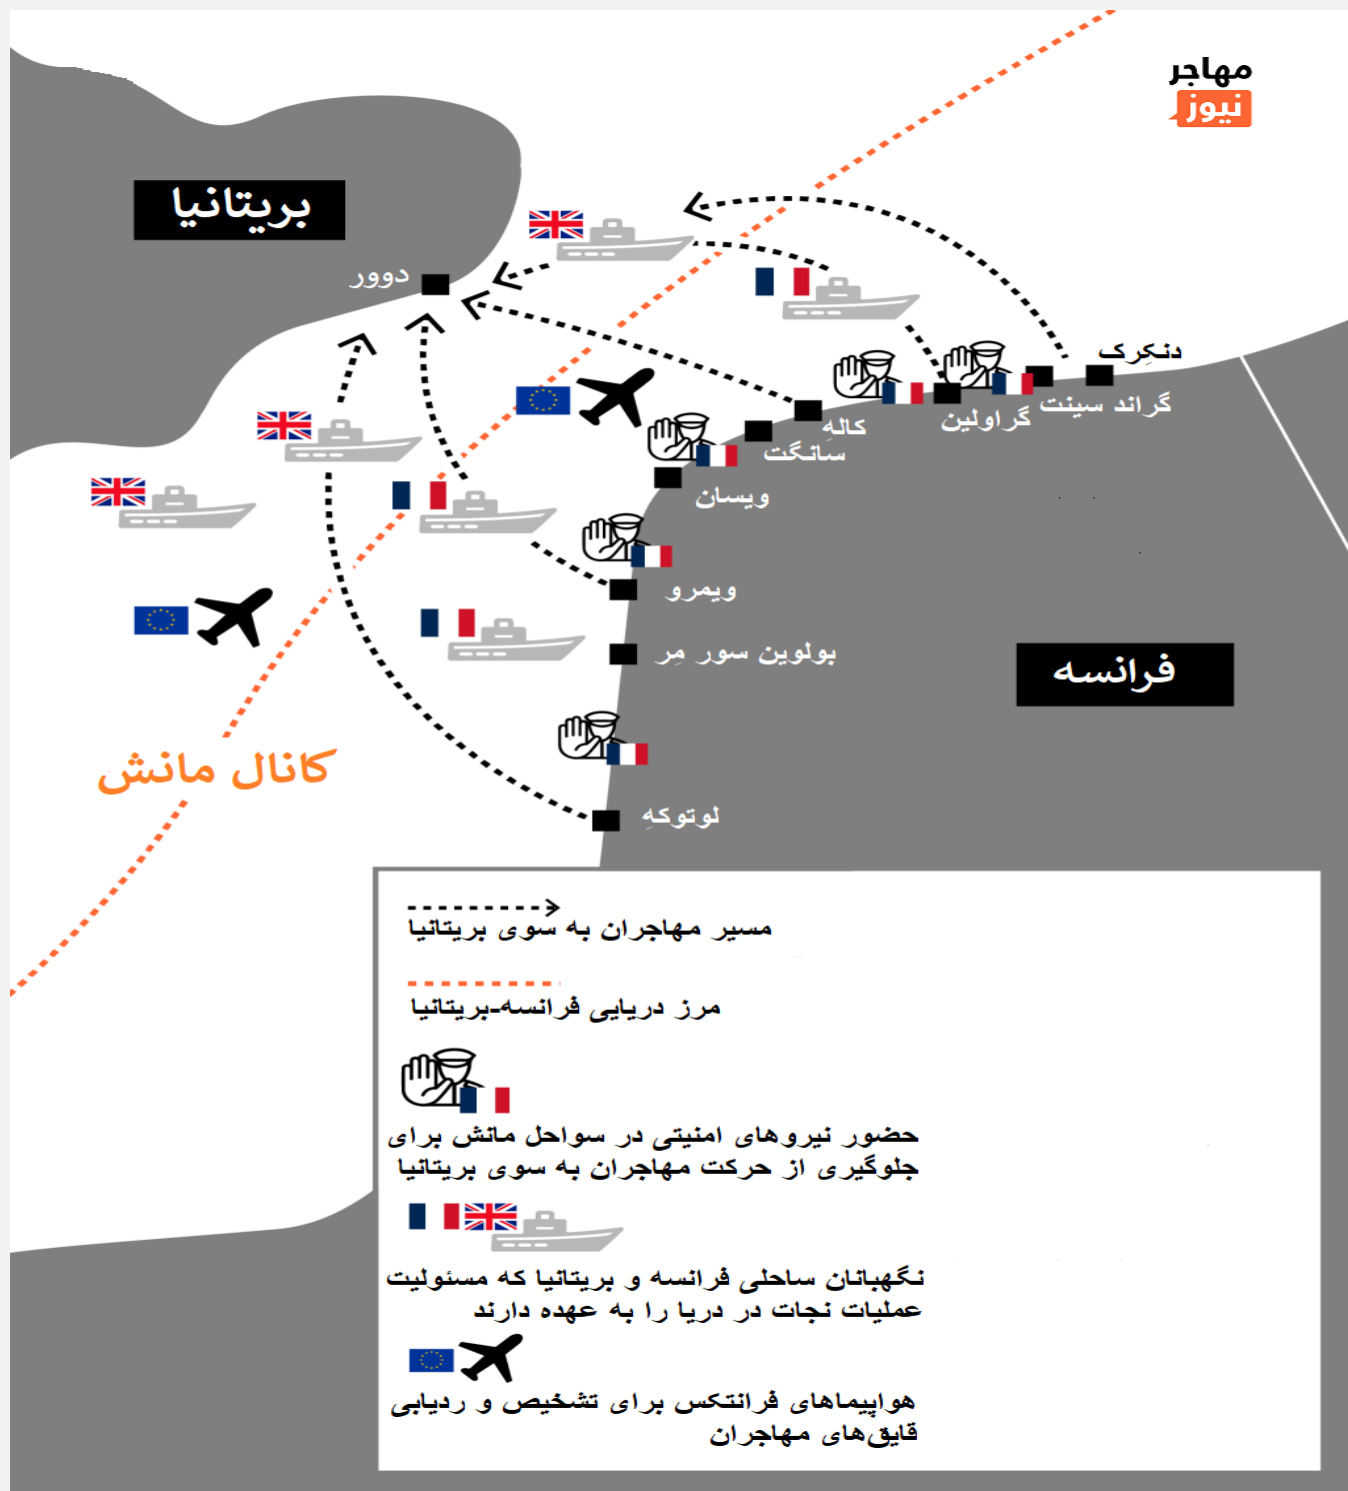 مهاجر
نیوز
بریتانیا
دوور
دنکِرک
گراند سینت
گراولین
کالهِ
سانگت
ویسان
ویمرو
بولوین سور مِر
فرانسه
کانال مانش
لوتوکهِ
مسیر مهاجران به سوی بریتانیا
مرز دریایی فرانسه-بریتانیا
حضور نیروهای امنیتی در سواحل مانش برای
جلوگیری از حرکت مهاجران به سوی بریتانیا
نگهبانان ساحلی فرانسه و بریتانیا که مسئولیت
عملیات نجات در دریا را به عهده دارند
هواپیماهای فرانتکس برای تشخیص و ردیابی
قایق‌های مهاجران